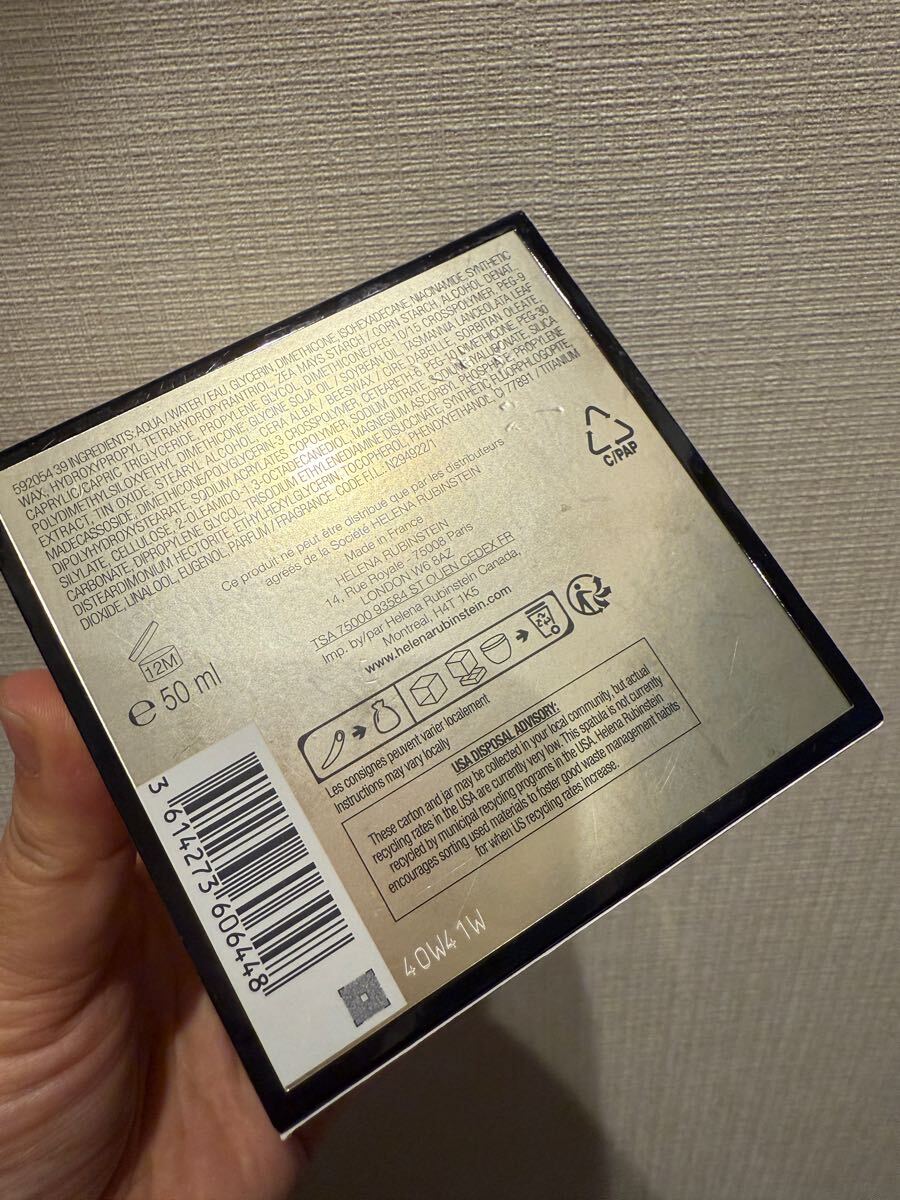 592054 39 INGREDIENTS: AQUA / WATER / EAU, GLYCERIN, DIMETHICONE, ISOHEXADECANE, NIACINAMIDE, SYNTHETIC
WAX, HYDROXYPROPYL TETRAHYDROPYRANTRIOL, ZEA MAYS STARCH / CORN STARCH, ALCOHOL DENAT.,
CAPRYLIC/CAPRIC TRIGLYCERIDE, PROPYLENE GLYCOL, DIMETHICONE/PEG-10/15 CROSSPOLYMER, PEG-9
POLYDIMETHYLSILOXYETHYL DIMETHICONE, GLYCINE SOJA OIL / SOYBEAN OIL, TASMANNIA LANCEOLATA LEAF
EXTRACT, TIN OXIDE, STEARYL ALCOHOL, CERA ALBA / BEESWAX / CIRE D'ABEILLE, SORBITAN OLEATE,
MADECASSOSIDE, DIMETHICONE/POLYGLYCERIN-3 CROSSPOLYMER, CETEARETH-6, PEG-10 DIMETHICONE, PEG-30
DIPOLYHYDROXYSTEARATE, SODIUM ACRYLATES COPOLYMER, SODIUM CITRATE, SODIUM HYALURONATE, SILICA
SILYLATE, CELLULOSE, 2-OLEAMIDO-1,3-OCTADECANEDIOL, MAGNESIUM ASCORBYL PHOSPHATE, PROPYLENE
CARBONATE, DIPROPYLENE GLYCOL, TRISODIUM ETHYLENEDIAMINE DISUCCINATE, SYNTHETIC FLUORPHLOGOPITE,
DISTEARDIMONIUM HECTORITE, ETHYLHEXYLGLYCERIN, TOCOPHEROL, PHENOXYETHANOL, CI 77891 / TITANIUM
DIOXIDE, LINALOOL, EUGENOL, PARFUM / FRAGRANCE CODE F.I.L.: N294922/1
Ce produit ne peut être distribué que par les distributeurs
agréés de la Société HELENA RUBINSTEIN
Made in France
HELENA RUBINSTEIN
14, Rue Royale, 75008 Paris
LONDON W6 8AZ
TSA 75000 93584 ST OUEN CEDEX FR
Imp. by/par Helena Rubinstein Canada,
Montreal, H4T 1K5
www.helenarubinstein.com
C/PAP
12M
e 50 ml
Les consignes peuvent varier localement
Instructions may vary locally
USA DISPOSAL ADVISORY:
These carton and jar may be collected in your local community, but actual
recycling rates in the USA are currently very low. This spatula is not currently
recycled by municipal recycling programs in the USA. Helena Rubinstein
encourages sorting used materials to foster good waste management habits
for when US recycling rates increase.
3 614273 606448
40W41W